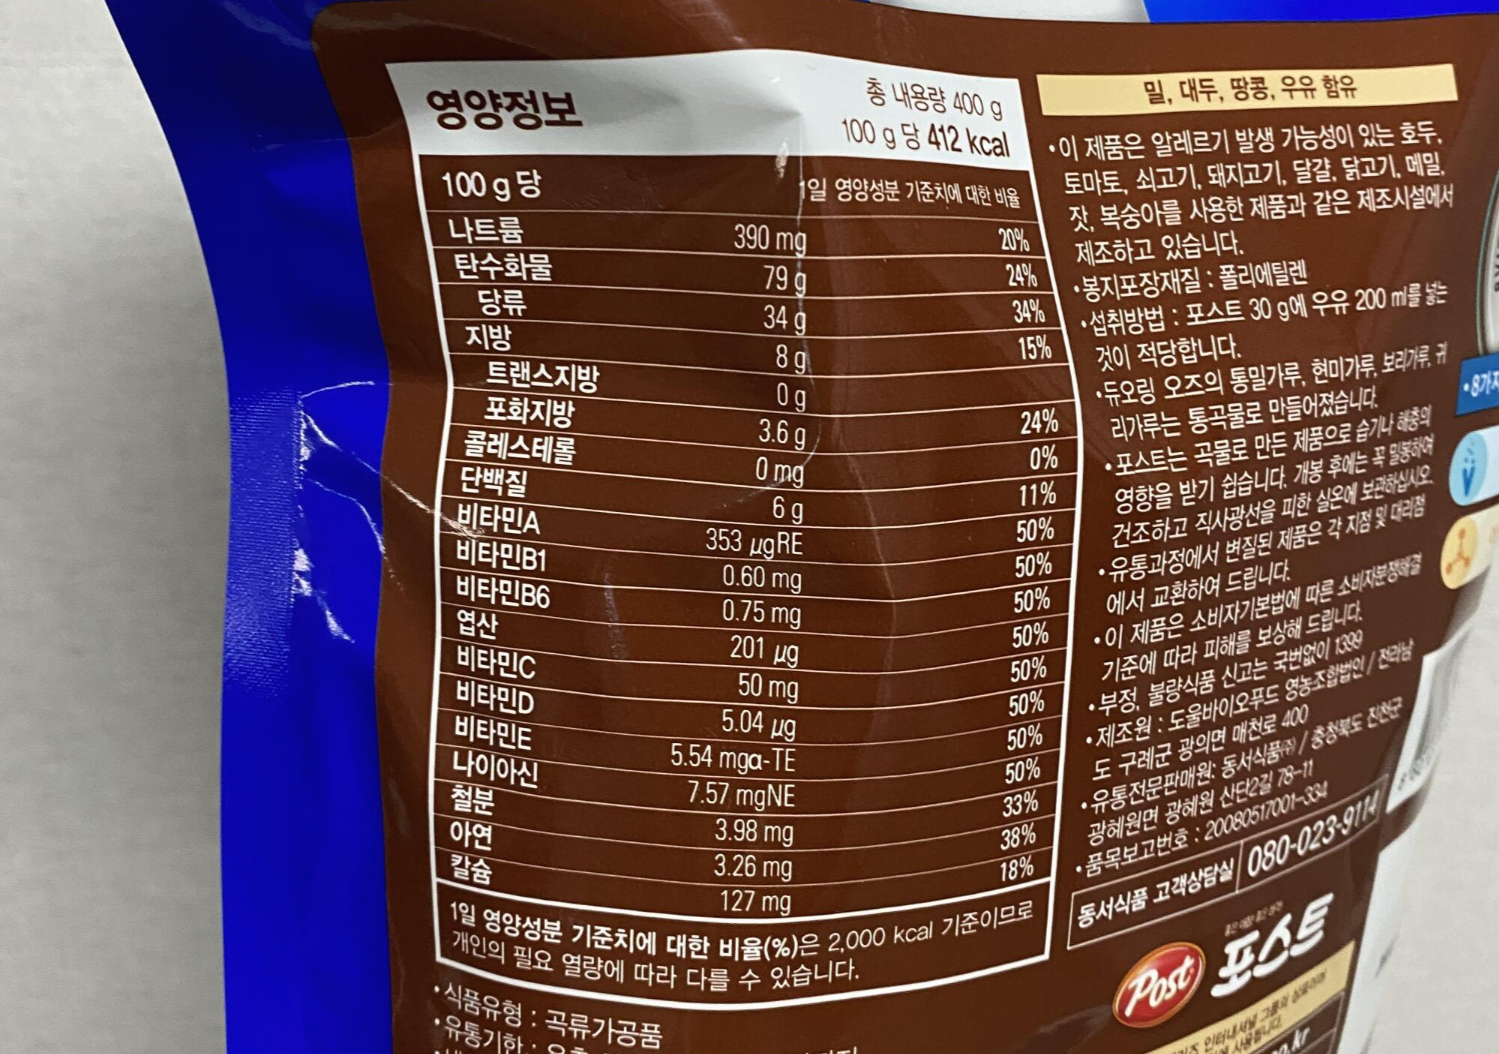 영양정보
총 내용량 400 g
100 g 당 412 kcal
100 g 당 1일 영양성분 기준치에 대한 비율
나트륨 390 mg 20%
탄수화물 79 g 24%
당류 34 g 34%
지방 8 g 15%
트랜스지방 0 g
포화지방 3.6 g 24%
콜레스테롤 0 mg 0%
단백질 6 g 11%
비타민A 353 μgRE 50%
비타민B1 0.60 mg 50%
비타민B6 0.75 mg 50%
엽산 201 μg 50%
비타민C 50 mg 50%
비타민D 5.04 μg 50%
비타민E 5.54 mgα-TE 50%
나이아신 7.57 mgNE 50%
철분 3.98 mg 33%
아연 3.26 mg 38%
칼슘 127 mg 18%
1일 영양성분 기준치에 대한 비율(%)은 2,000 kcal 기준이므로
개인의 필요 열량에 따라 다를 수 있습니다.
•식품유형 : 곡류가공품
•유통기한 :
밀, 대두, 땅콩, 우유 함유
•이 제품은 알레르기 발생 가능성이 있는 호두,
토마토, 쇠고기, 돼지고기, 달걀, 닭고기, 메밀,
잣, 복숭아를 사용한 제품과 같은 제조시설에서
제조하고 있습니다.
•봉지포장재질 : 폴리에틸렌
•섭취방법 : 포스트 30 g에 우유 200 ml를 넣는
것이 적당합니다.
•듀오링 오즈의 통밀가루, 현미가루, 보리가루, 귀
리가루는 통곡물로 만들어졌습니다.
•포스트는 곡물로 만든 제품으로 습기나 해충의
영향을 받기 쉽습니다. 개봉 후에는 꼭 밀봉하여
건조하고 직사광선을 피한 실온에 보관하십시오.
•유통과정에서 변질된 제품은 각 지점 및 대리점
에서 교환하여 드립니다.
•이 제품은 소비자기본법에 따른 소비자분쟁해결
기준에 따라 피해를 보상해 드립니다.
•부정, 불량식품 신고는 국번없이 1399
•제조원 : 도울바이오푸드 영농조합법인 / 전라남
도 구례군 광의면 매천로 400
•유통전문판매원: 동서식품㈜ / 충청북도 진천군
광혜원면 광혜원 산단2길 78-11
•품목보고번호 : 20080517001-334
동서식품 고객상담실 080-023-9114
Post 포스트
•8가지